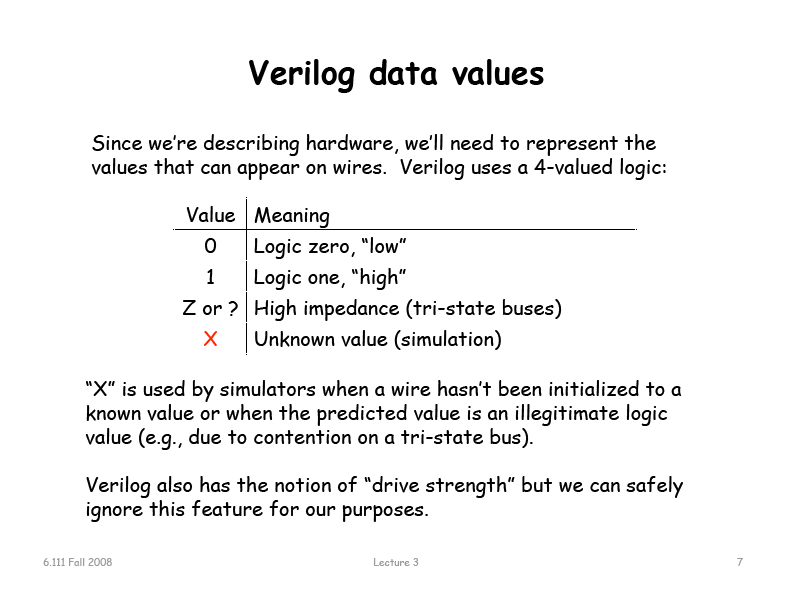 Verilog data values
Since we're describing hardware, we'll need to represent the
values that can appear on wires.  Verilog uses a 4-valued logic:
Value Meaning
0 Logic zero, “low”
1 Logic one, “high”
Z or ? High impedance (tri-state buses)
X Unknown value (simulation)
“X” is used by simulators when a wire hasn't been initialized to a
known value or when the predicted value is an illegitimate logic
value (e.g., due to contention on a tri-state bus).
Verilog also has the notion of “drive strength” but we can safely
ignore this feature for our purposes.
6.111 Fall 2008 Lecture 3 7